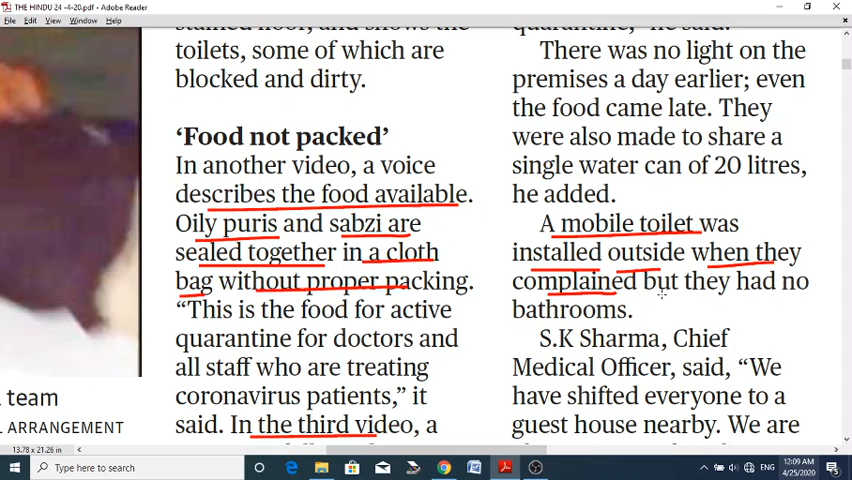 THE HINDU 24 -4-20.pdf - Adobe Reader
File Edit View Window Help
toilets, some of which are
blocked and dirty.
‘Food not packed’
In another video, a voice
describes the food available.
Oily puris and sabzi are
sealed together in a cloth
bag without proper packing.
“This is the food for active
quarantine for doctors and
all staff who are treating
coronavirus patients,” it
said. In the third video, a
There was no light on the
premises a day earlier; even
the food came late. They
were also made to share a
single water can of 20 litres,
he added.
A mobile toilet was
installed outside when they
complained but they had no
bathrooms.
S.K Sharma, Chief
Medical Officer, said, “We
have shifted everyone to a
guest house nearby. We are
team
ARRANGEMENT
13.78 x 21.26 in
Type here to search
ENG
12:09 AM
4/25/2020